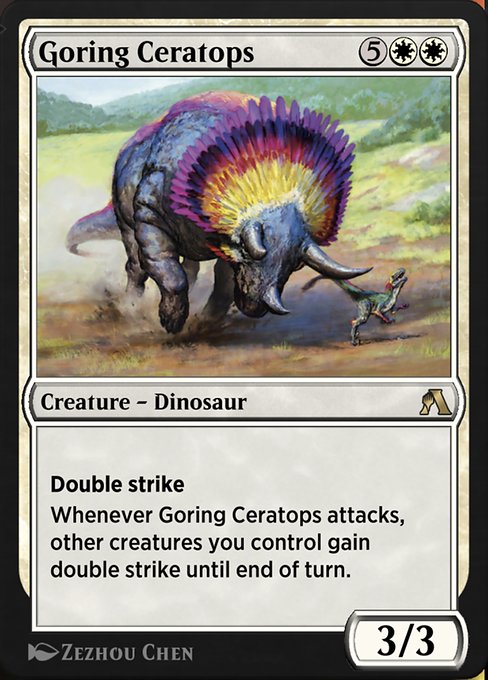 Goring Ceratops 5
Creature – Dinosaur
Double strike
Whenever Goring Ceratops attacks,
other creatures you control gain
double strike until end of turn.
3/3
Zezhou Chen